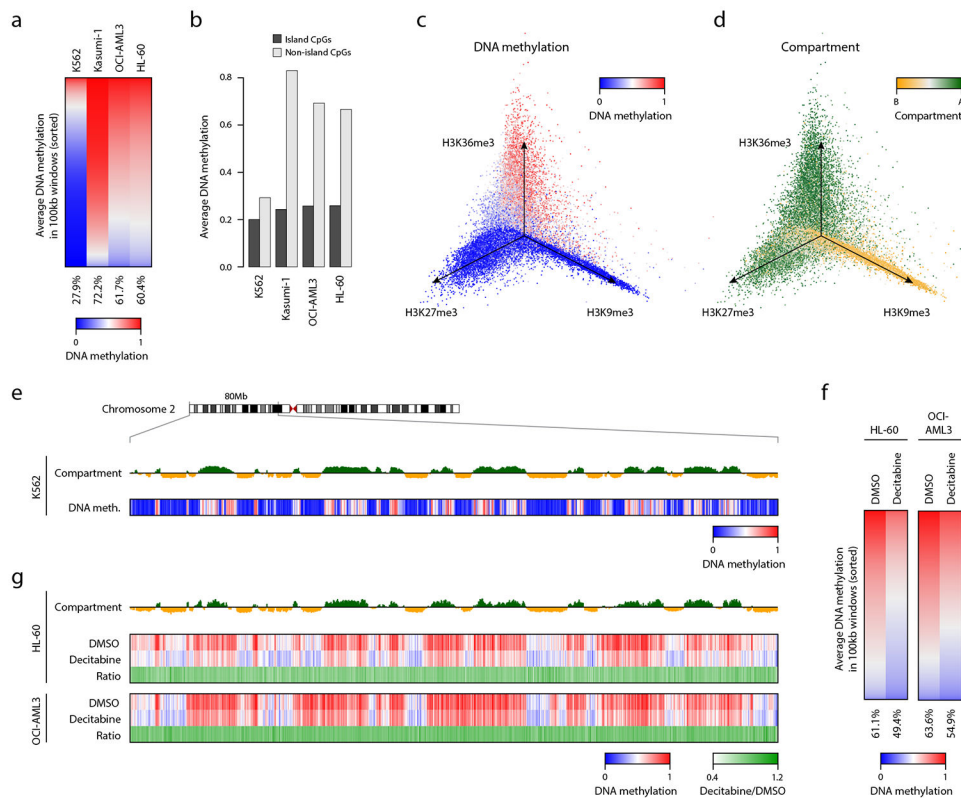 a
K562
Kasumi-1
OCI-AML3
HL-60
Average DNA methylation
in 100kb windows (sorted)
27.9%
72.2%
61.7%
60.4%
0 1
DNA methylation
b
Island CpGs
Non-island CpGs
Average DNA methylation
0.8
0.6
0.4
0.2
0.0
K562
Kasumi-1
OCI-AML3
HL-60
c
DNA methylation
0 1
DNA methylation
H3K36me3
H3K27me3
H3K9me3
d
Compartment
B A
Compartment
H3K36me3
H3K27me3
H3K9me3
e
80Mb
Chromosome 2
K562
Compartment
DNA meth.
0 1
DNA methylation
f
HL-60
OCI-
AML3
DMSO
Decitabine
DMSO
Decitabine
Average DNA methylation
in 100kb windows (sorted)
61.1%
49.4%
63.6%
54.9%
0 1
DNA methylation
g
HL-60
Compartment
DMSO
Decitabine
Ratio
OCI-AML3
DMSO
Decitabine
Ratio
0 1
DNA methylation
0.4 1.2
Decitabine/DMSO